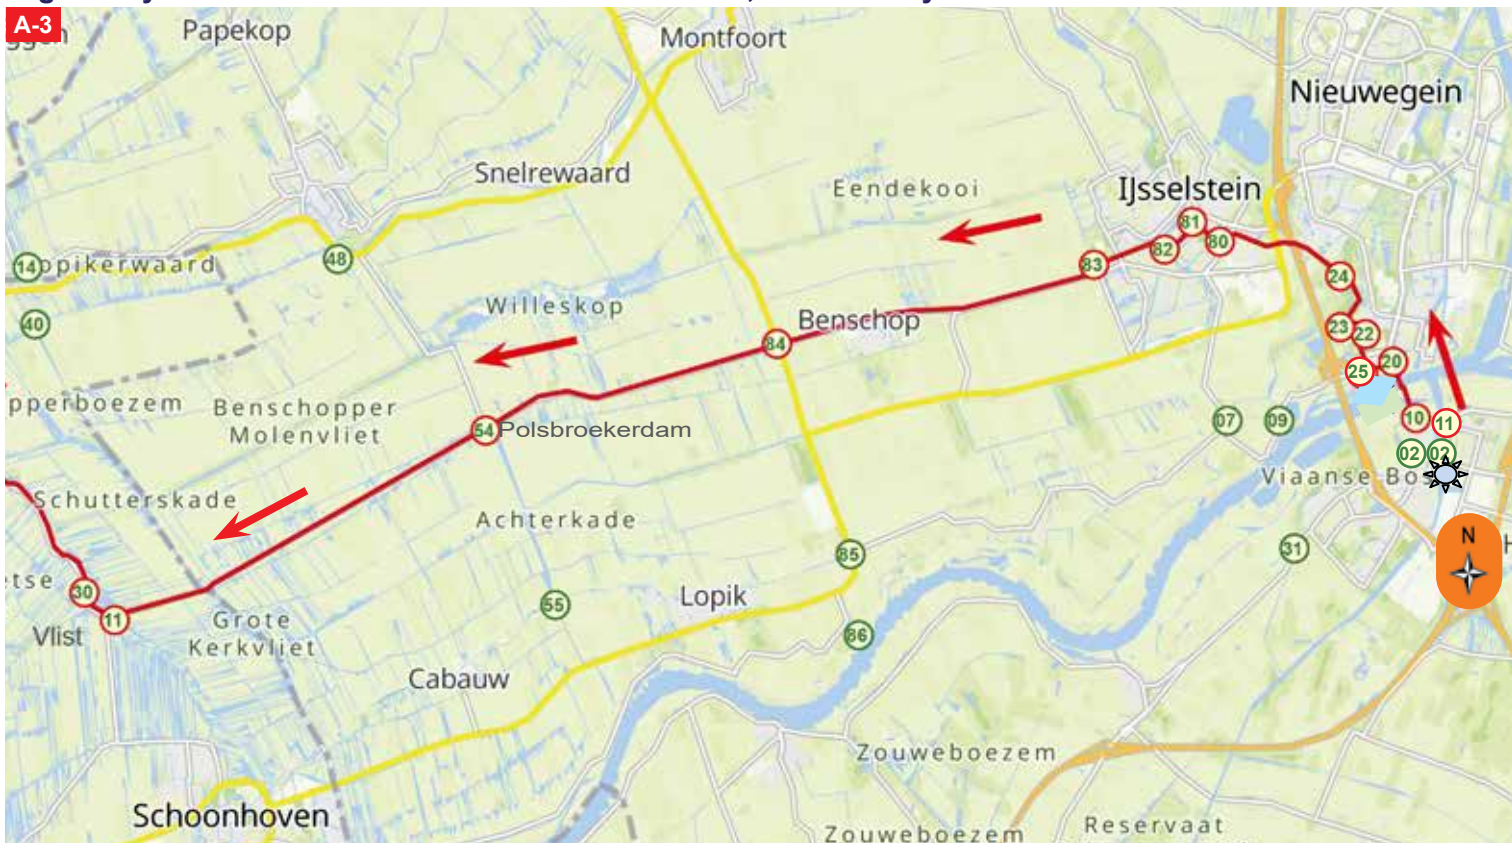 A-3
Papekop
Montfoort
Nieuwegein
Snelrewaard
Eendekooi
IJsselstein
81
80
82
83
24
14
opikerwaard
48
Willeskop
40
Benschop
84
23
22
25
20
pperboezem
Benschopper
Molenvliet
54
Polsbroekerdam
07
09
10
11
02
02
Viaanse Bos
Schutterskade
Achterkade
N
H
85
31
etse
30
11
55
Lopik
Vlist
Grote
Kerkvliet
86
Cabauw
Zouweboezem
Schoonhoven
Zouweboezem
Reservaat